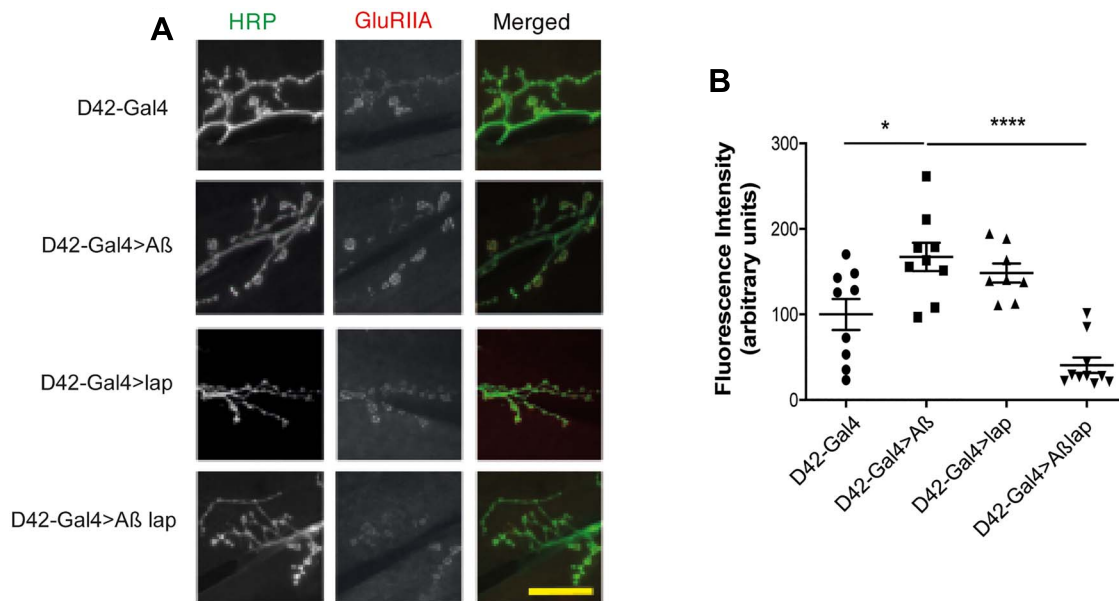 A
HRP
GluRIIA
Merged
D42-Gal4
D42-Gal4>Aß
D42-Gal4>lap
D42-Gal4>Aß lap
B
Fluorescence Intensity
(arbitrary units)
*
****
300
200
100
0
D42-Gal4
D42-Gal4>Aß
D42-Gal4>lap
D42-Gal4>Aßlap